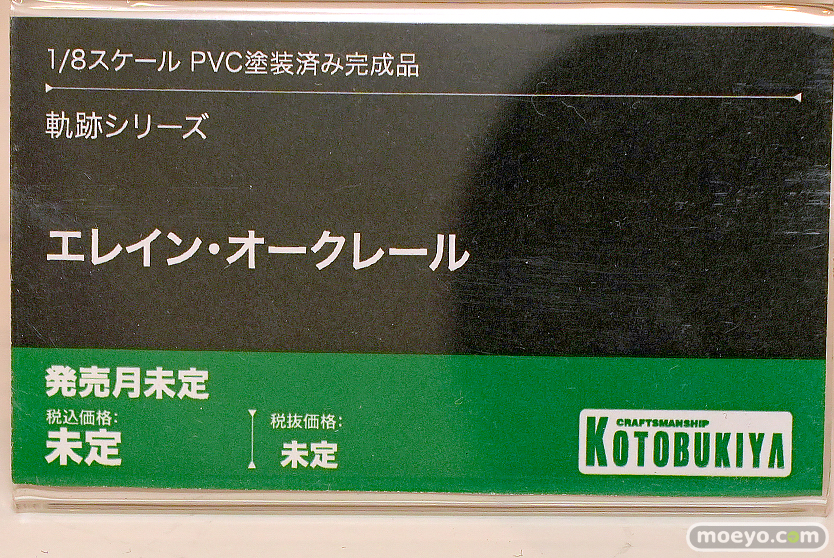 1/8スケール PVC塗装済み完成品
軌跡シリーズ
エレイン・オークレール
発売月未定
税込価格:
未定
税抜価格:
未定
CRAFTSMANSHIP
KOTOBUKIYA
moeyo.com